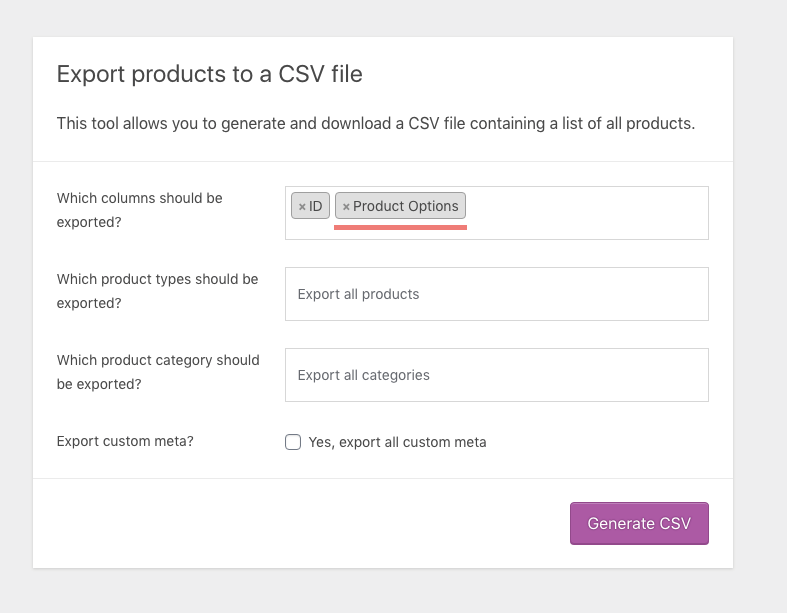 Export products to a CSV file
This tool allows you to generate and download a CSV file containing a list of all products.
Which columns should be
exported?
× ID × Product Options
Which product types should be
exported?
Export all products
Which product category should
be exported?
Export all categories
Export custom meta?
Yes, export all custom meta
Generate CSV